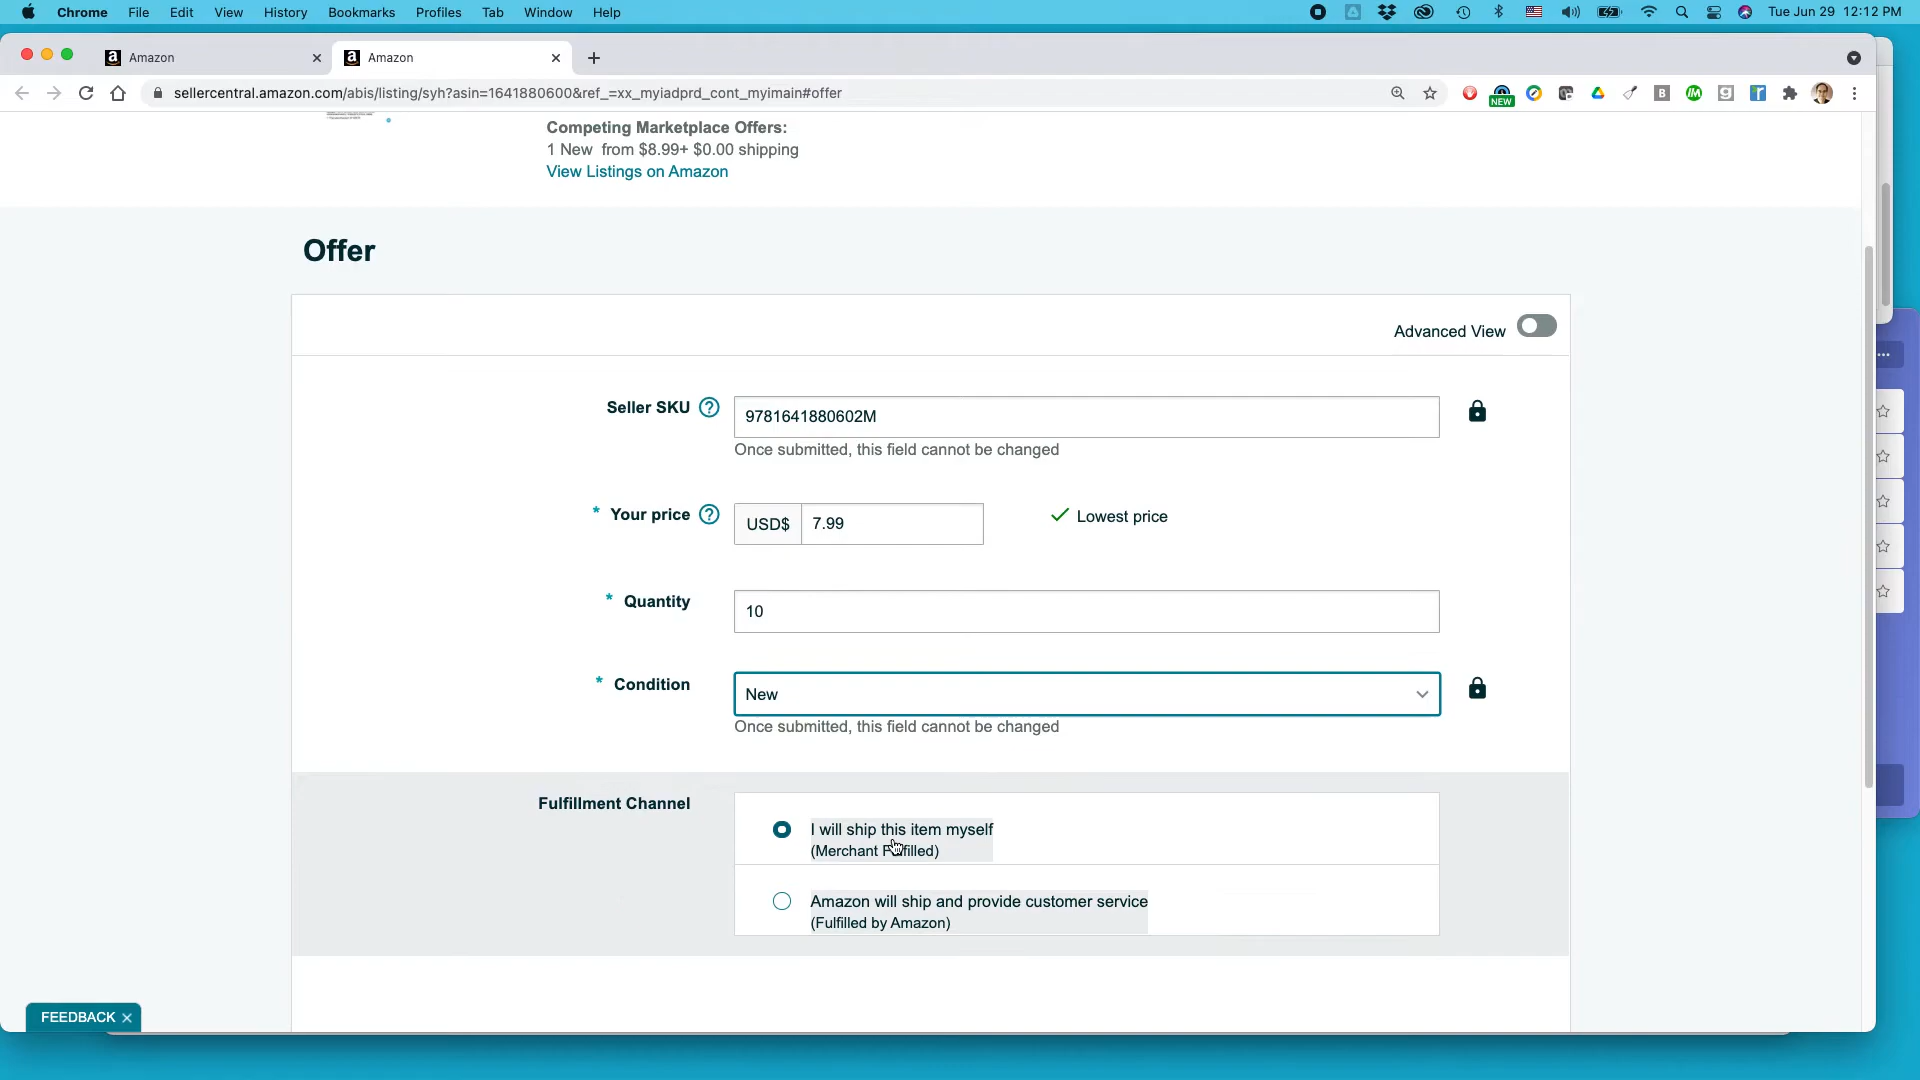 Chrome File Edit View History Bookmarks Profiles Tab Window Help Tue Jun 29 12:12 PM
Amazon Amazon
sellercentral.amazon.com/abis/listing/syh?asin=1641880600&ref_=xx_myiadprd_cont_myimain#offer
NEW
Competing Marketplace Offers:
1 New from $8.99+ $0.00 shipping
View Listings on Amazon
Offer
Advanced View
Seller SKU ?
9781641880602M
Once submitted, this field cannot be changed
* Your price ?
USD$ 7.99
Lowest price
* Quantity
10
* Condition
New
Once submitted, this field cannot be changed
Fulfillment Channel
I will ship this item myself
(Merchant Fulfilled)
Amazon will ship and provide customer service
(Fulfilled by Amazon)
FEEDBACK ×